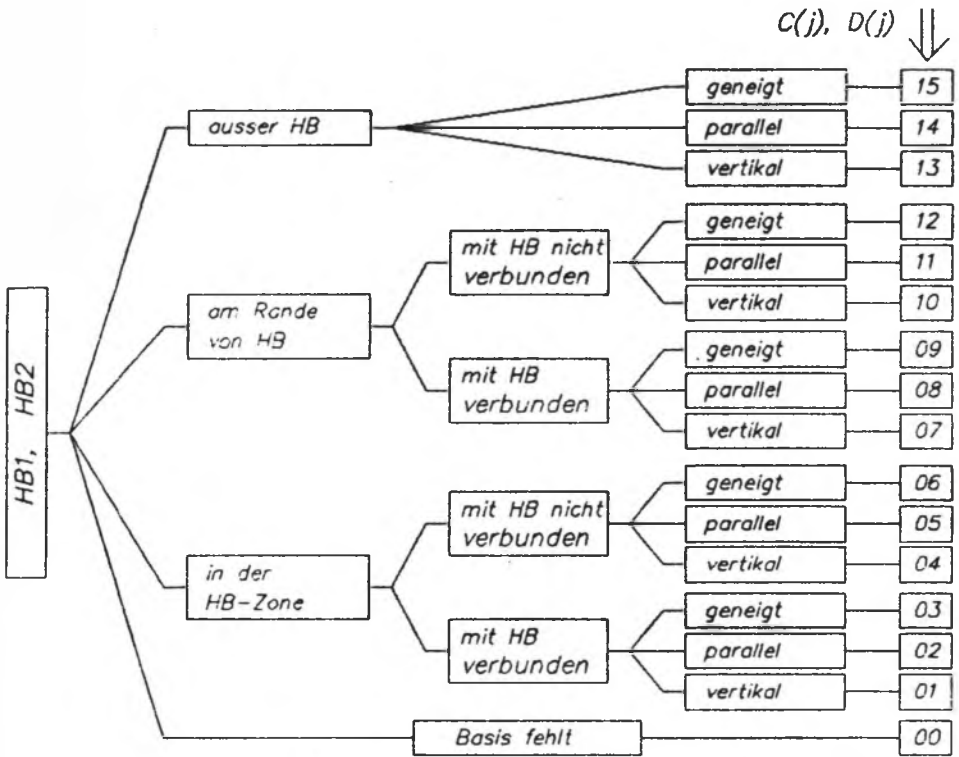 C(j), D(j)
HB1, HB2
ausser HB
geneigt
15
parallel
14
vertikal
13
am Rande
von HB
mit HB nicht
verbunden
geneigt
12
parallel
11
vertikal
10
mit HB
verbunden
geneigt
09
parallel
08
vertikal
07
in der
HB-Zone
mit HB nicht
verbunden
geneigt
06
parallel
05
vertikal
04
mit HB
verbunden
geneigt
03
parallel
02
vertikal
01
Basis fehlt
00